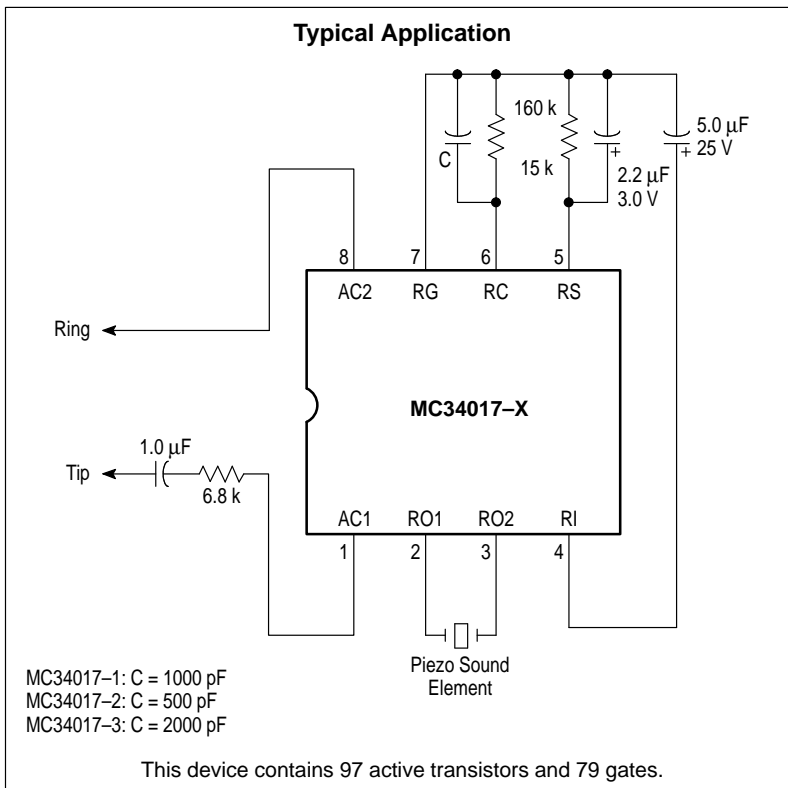 Typical Application
160 k
15 k
C
+
2.2 µF
3.0 V
5.0 µF
+ 25 V
8
7
6
5
AC2
RG
RC
RS
Ring
MC34017–X
1.0 µF
Tip
6.8 k
AC1
RO1
RO2
RI
1
2
3
4
Piezo Sound
Element
MC34017–1: C = 1000 pF
MC34017–2: C = 500 pF
MC34017–3: C = 2000 pF
This device contains 97 active transistors and 79 gates.